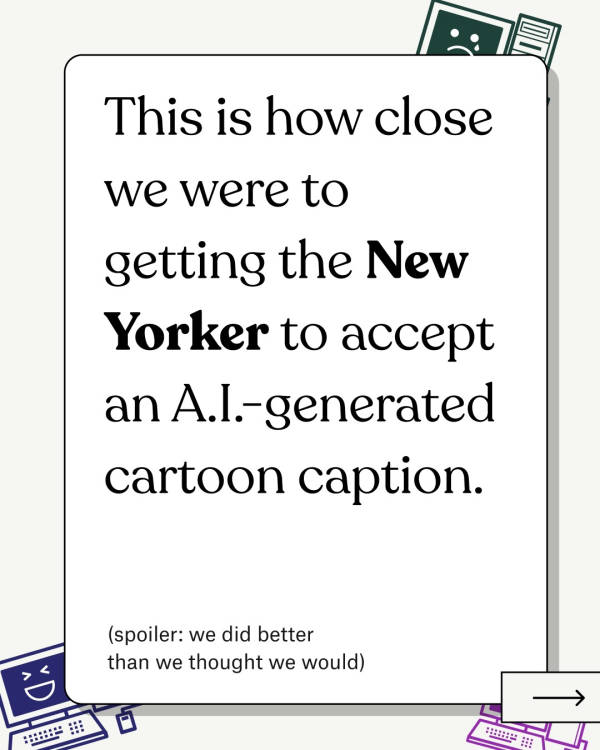 This is how close
we were to
getting the New
Yorker to accept
an A.I.-generated
cartoon caption.
(spoiler: we did better
than we thought we would)